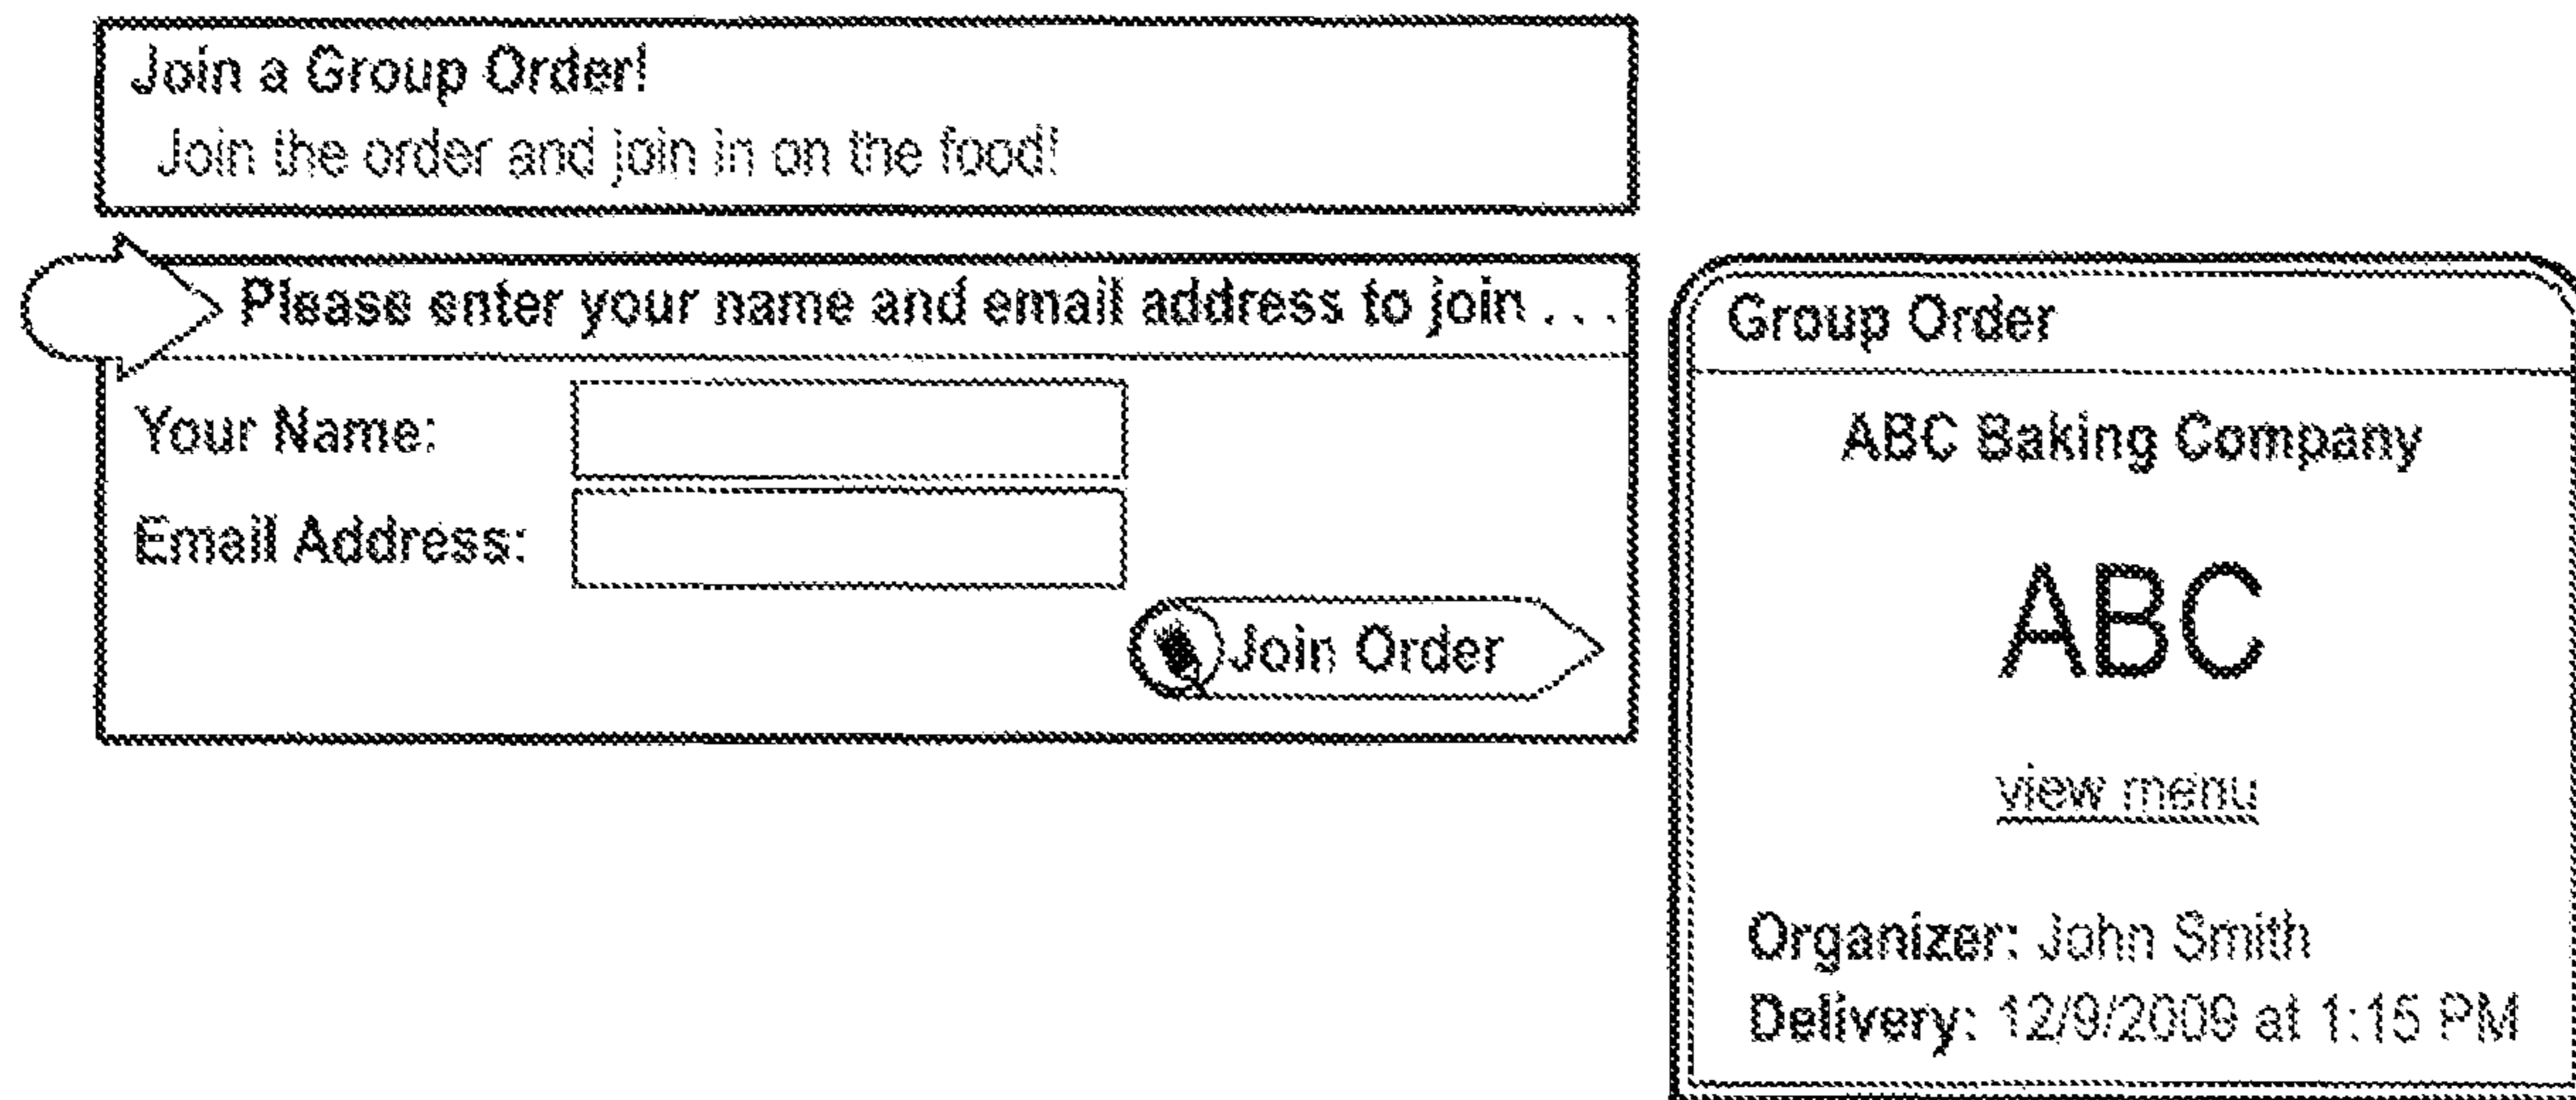 Join a Group Order!
Join the order and join in on the food!
Please enter your name and email address to join . . .
Your Name:
Email Address:
Join Order
Group Order
ABC Baking Company
ABC
view menu
Organizer: John Smith
Delivery: 12/9/2009 at 1:15 PM